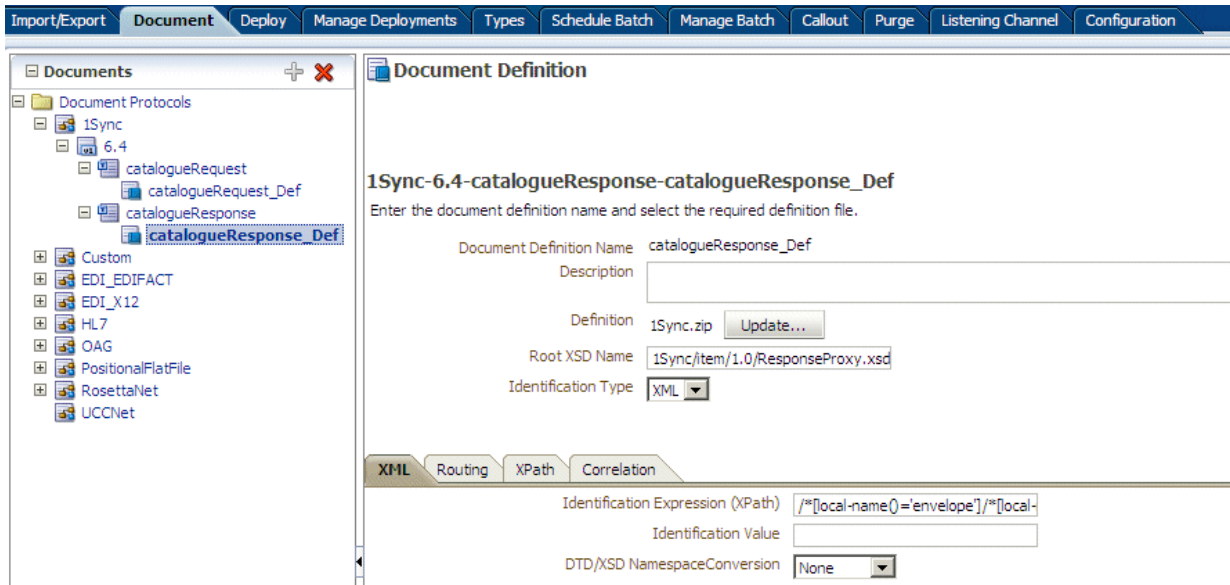 Import/Export Document Deploy Manage Deployments Types Schedule Batch Manage Batch Callout Purge Listening Channel Configuration
Documents
Document Protocols
1Sync
6.4
catalogueRequest
catalogueRequest_Def
catalogueResponse
catalogueResponse_Def
Custom
EDI_EDIFACT
EDI_X12
HL7
OAG
PositionalFlatFile
RosettaNet
UCCNet
Document Definition
1Sync-6.4-catalogueResponse-catalogueResponse_Def
Enter the document definition name and select the required definition file.
Document Definition Name catalogueResponse_Def
Description
Definition 1Sync.zip Update...
Root XSD Name 1Sync/item/1.0/ResponseProxy.xsd
Identification Type XML
XML Routing XPath Correlation
Identification Expression (XPath) /*[local-name()='envelope']/*[local-
Identification Value
DTD/XSD NamespaceConversion None